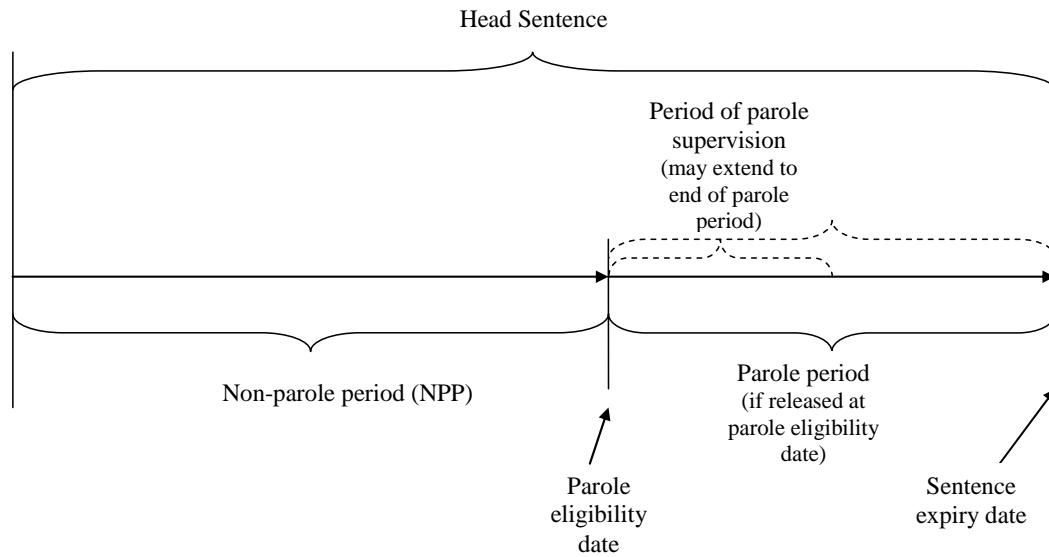 Head Sentence
Period of parole
supervision
(may extend to
end of parole
period)
Non-parole period (NPP)
Parole period
(if released at
parole eligibility
date)
Parole
eligibility
date
Sentence
expiry date